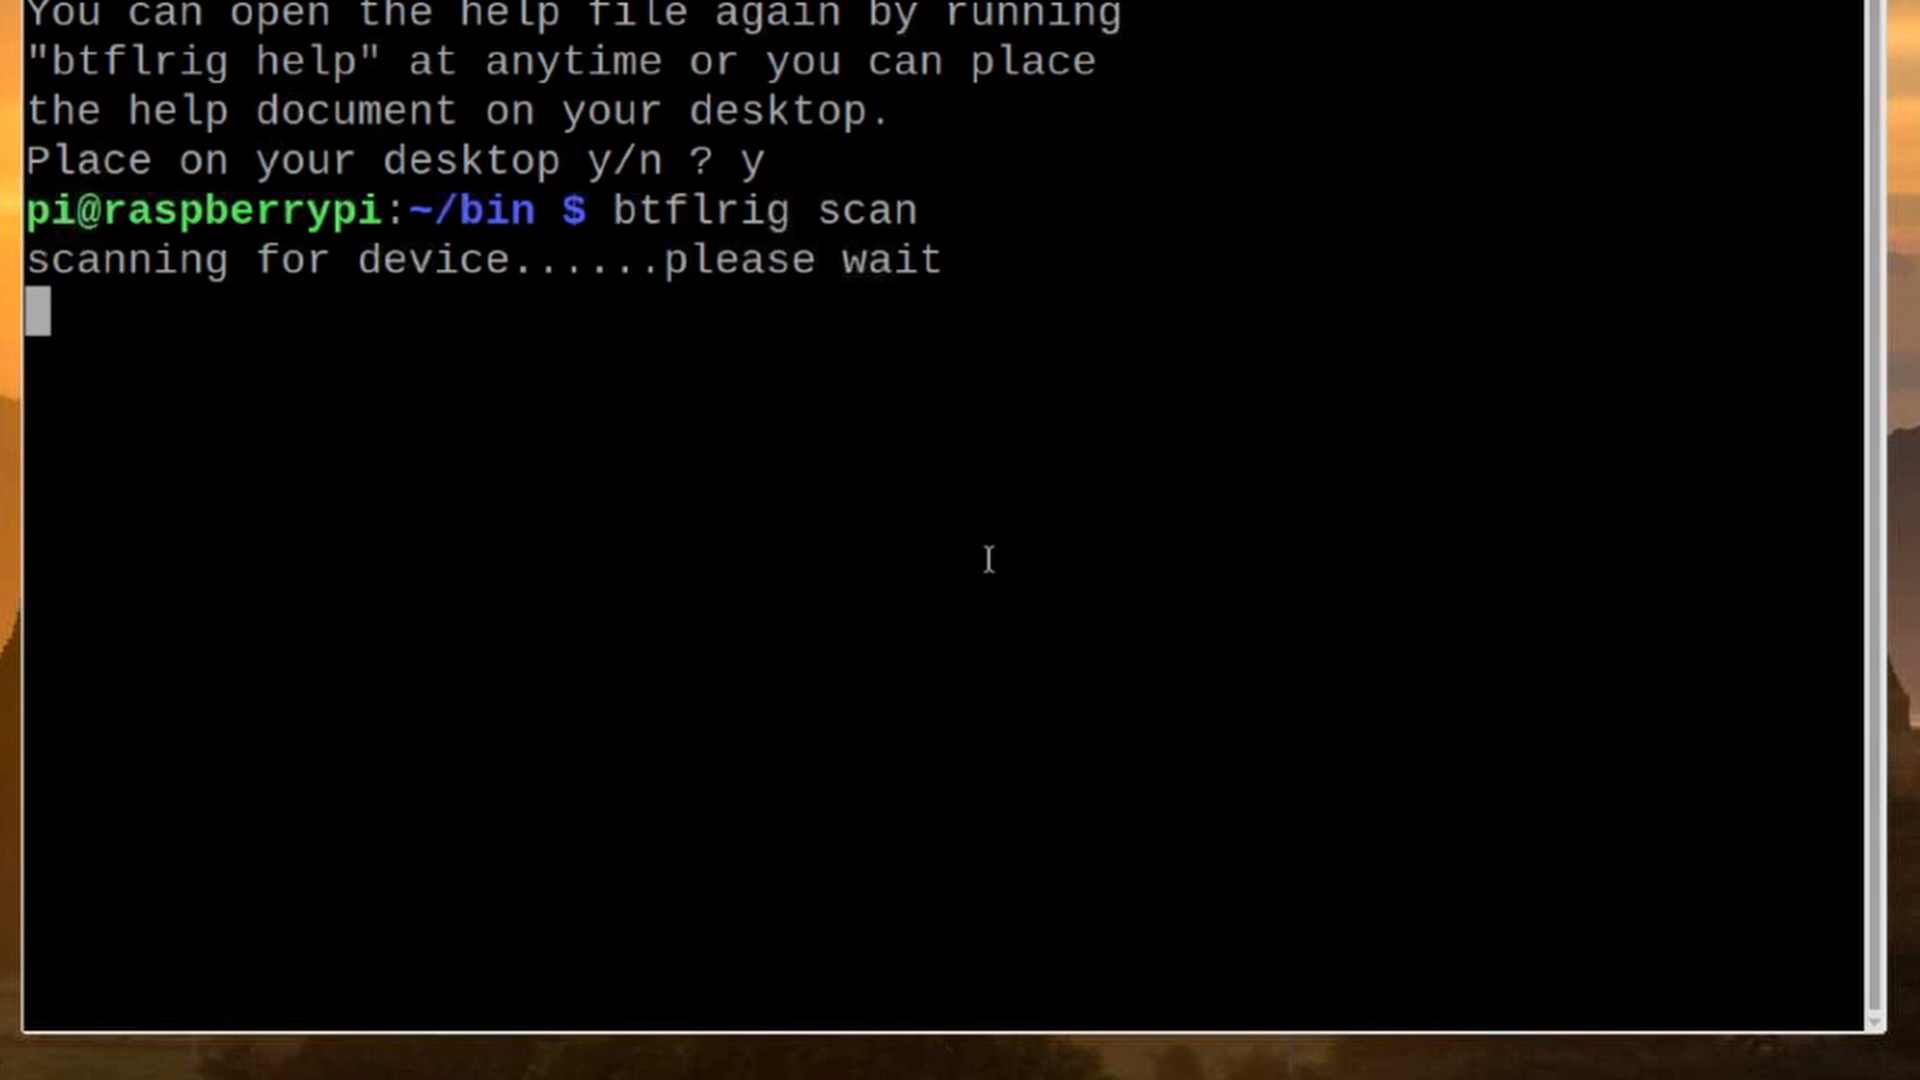 You can open the help file again by running
"btflrig help" at anytime or you can place
the help document on your desktop.
Place on your desktop y/n ? y
pi@raspberrypi:~/bin $ btflrig scan
scanning for device......please wait